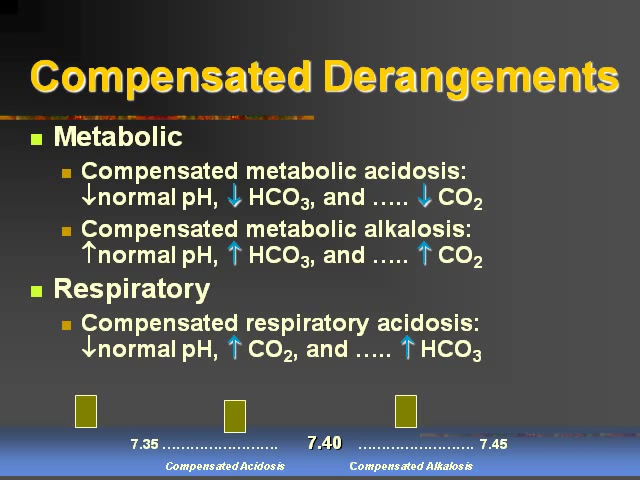 Compensated Derangements
Metabolic
Compensated metabolic acidosis:
↓normal pH, ↓ HCO₃, and ….. ↓ CO₂
Compensated metabolic alkalosis:
↑normal pH, ↑ HCO₃, and ….. ↑ CO₂
Respiratory
Compensated respiratory acidosis:
↓normal pH, ↑ CO₂, and ….. ↑ HCO₃
7.35 ……………………. 7.40 ……………………. 7.45
Compensated Acidosis Compensated Alkalosis